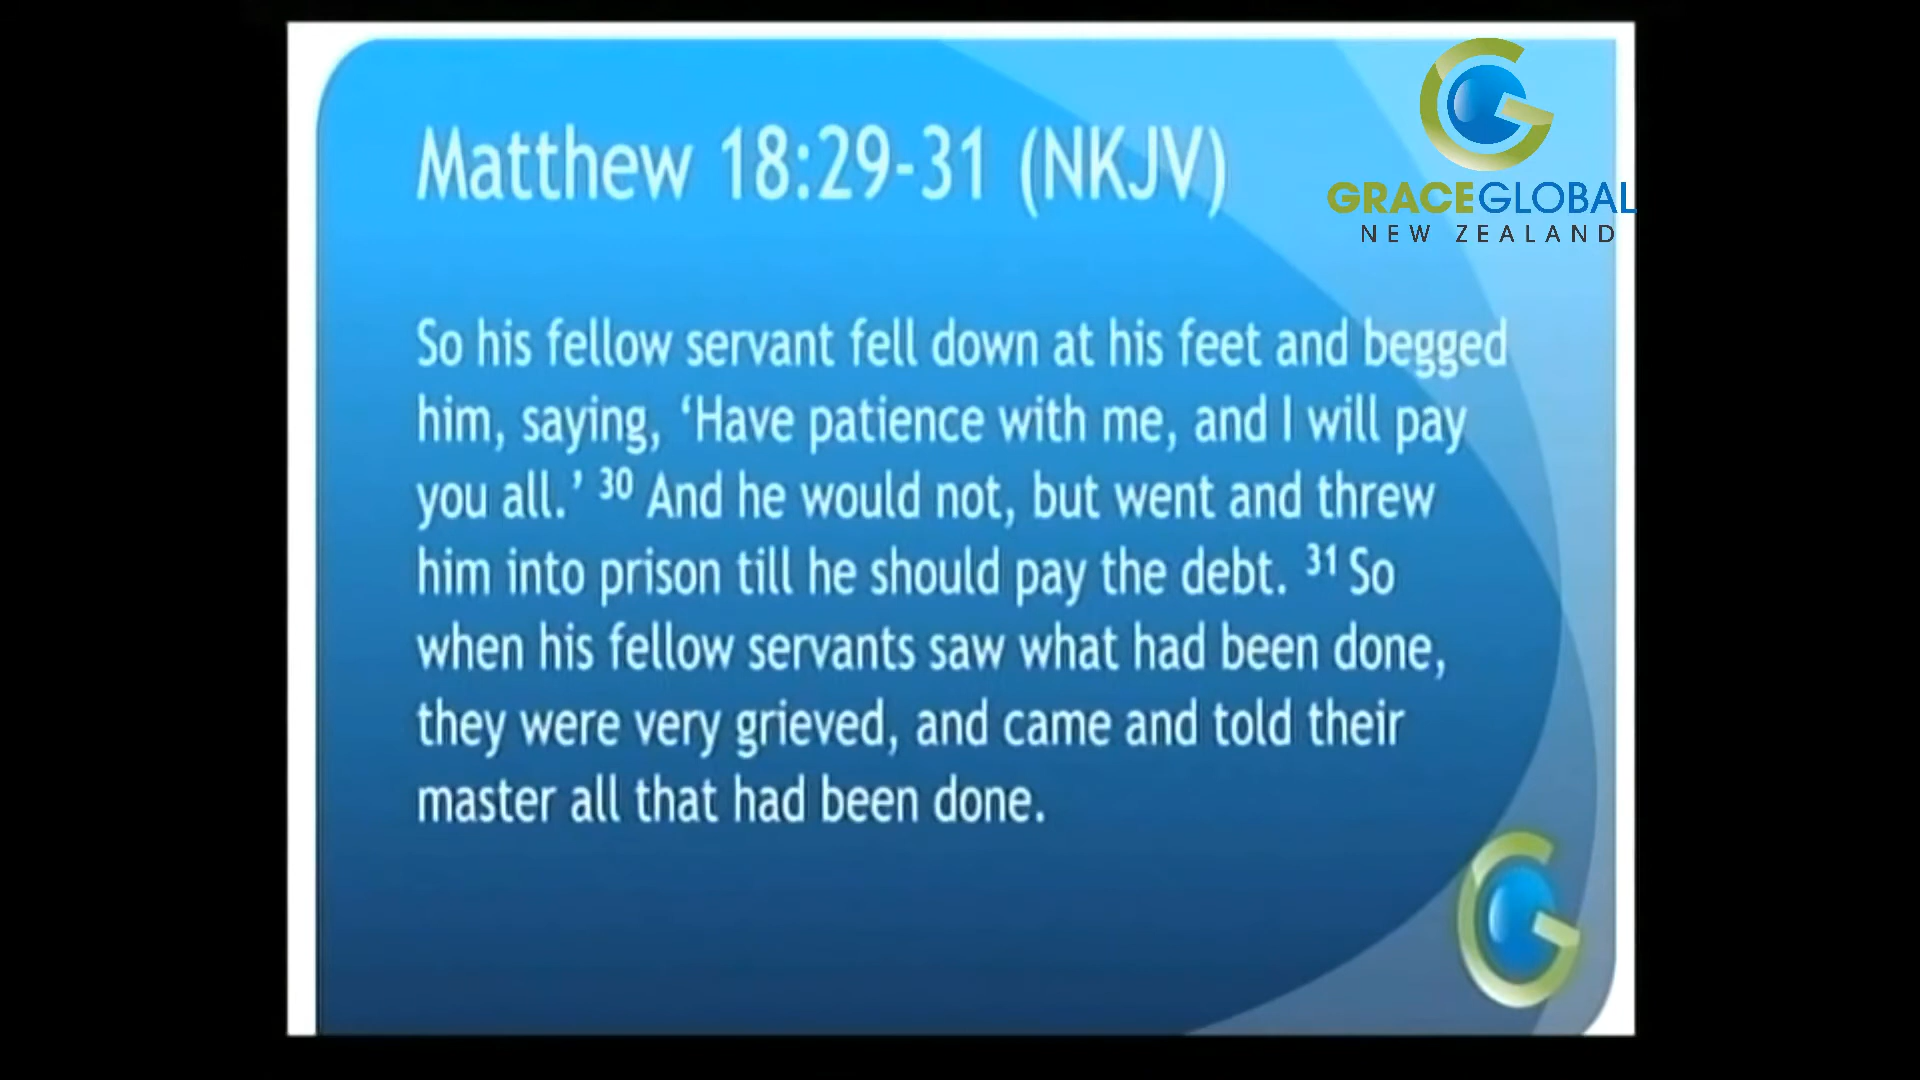 Matthew 18:29-31 (NKJV)
GRACEGLOBAL
NEW ZEALAND
So his fellow servant fell down at his feet and begged
him, saying, ‘Have patience with me, and I will pay
you all.’ 30 And he would not, but went and threw
him into prison till he should pay the debt. 31 So
when his fellow servants saw what had been done,
they were very grieved, and came and told their
master all that had been done.